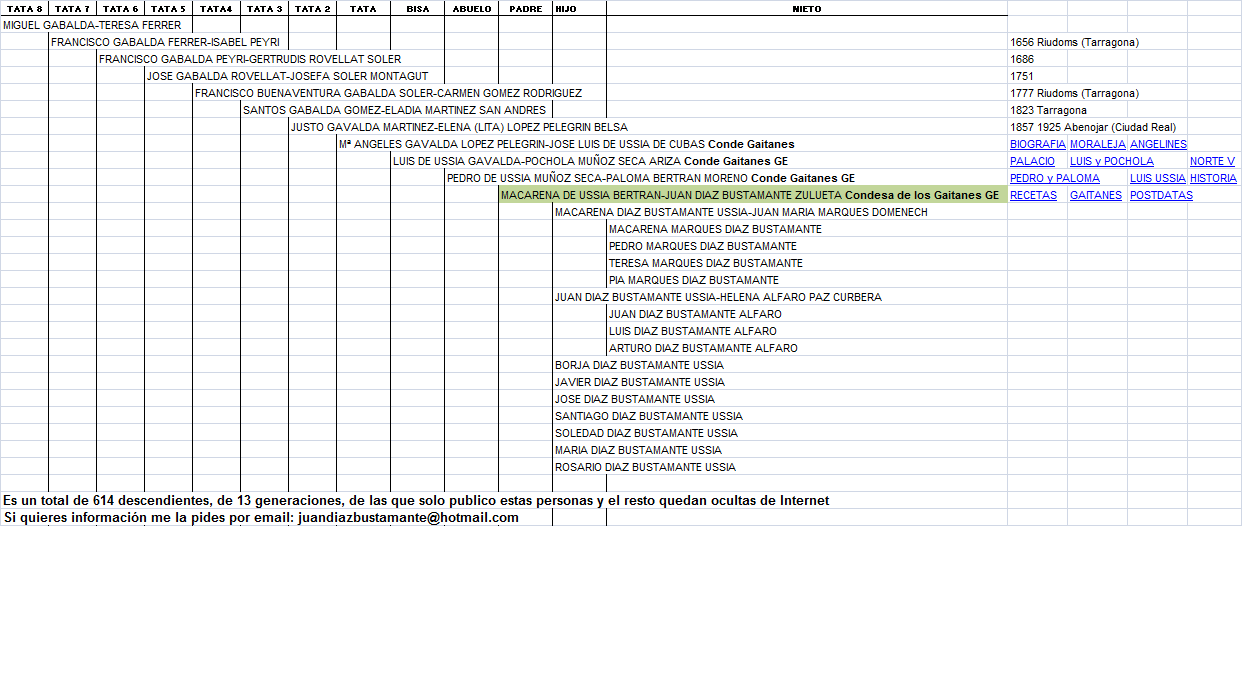 TATA 8 TATA 7 TATA 6 TATA 5 TATA4 TATA 3 TATA 2 TATA BISA ABUELO PADRE HIJO NIETO
MIGUEL GABALDA-TERESA FERRER
FRANCISCO GABALDA FERRER-ISABEL PEYRI 1656 Riudoms (Tarragona)
FRANCISCO GABALDA PEYRI-GERTRUDIS ROVELLAT SOLER 1686
JOSE GABALDA ROVELLAT-JOSEFA SOLER MONTAGUT 1751
FRANCISCO BUENAVENTURA GABALDA SOLER-CARMEN GOMEZ RODRIGUEZ 1777 Riudoms (Tarragona)
SANTOS GABALDA GOMEZ-ELADIA MARTINEZ SAN ANDRES 1823 Tarragona
JUSTO GAVALDA MARTINEZ-ELENA (LITA) LOPEZ PELEGRIN BELSA 1857 1925 Abenojar (Ciudad Real)
Mª ANGELES GAVALDA LOPEZ PELEGRIN-JOSE LUIS DE USSIA DE CUBAS Conde Gaitanes BIOGRAFIA MORALEJA ANGELINES
LUIS DE USSIA GAVALDA-POCHOLA MUÑOZ SECA ARIZA Conde Gaitanes GE PALACIO LUIS y POCHOLA NORTE V
PEDRO DE USSIA MUÑOZ SECA-PALOMA BERTRAN MORENO Conde Gaitanes GE PEDRO y PALOMA LUIS USSIA HISTORIA
MACARENA DE USSIA BERTRAN-JUAN DIAZ BUSTAMANTE ZULUETA Condesa de los Gaitanes GE RECETAS GAITANES POSTDATAS
MACARENA DIAZ BUSTAMANTE USSIA-JUAN MARIA MARQUES DOMENECH
MACARENA MARQUES DIAZ BUSTAMANTE
PEDRO MARQUES DIAZ BUSTAMANTE
TERESA MARQUES DIAZ BUSTAMANTE
PIA MARQUES DIAZ BUSTAMANTE
JUAN DIAZ BUSTAMANTE USSIA-HELENA ALFARO PAZ CURBERA
JUAN DIAZ BUSTAMANTE ALFARO
LUIS DIAZ BUSTAMANTE ALFARO
ARTURO DIAZ BUSTAMANTE ALFARO
BORJA DIAZ BUSTAMANTE USSIA
JAVIER DIAZ BUSTAMANTE USSIA
JOSE DIAZ BUSTAMANTE USSIA
SANTIAGO DIAZ BUSTAMANTE USSIA
SOLEDAD DIAZ BUSTAMANTE USSIA
MARIA DIAZ BUSTAMANTE USSIA
ROSARIO DIAZ BUSTAMANTE USSIA
Es un total de 614 descendientes, de 13 generaciones, de las que solo publico estas personas y el resto quedan ocultas de Internet
Si quieres información me la pides por email: juandiazbustamante@hotmail.com